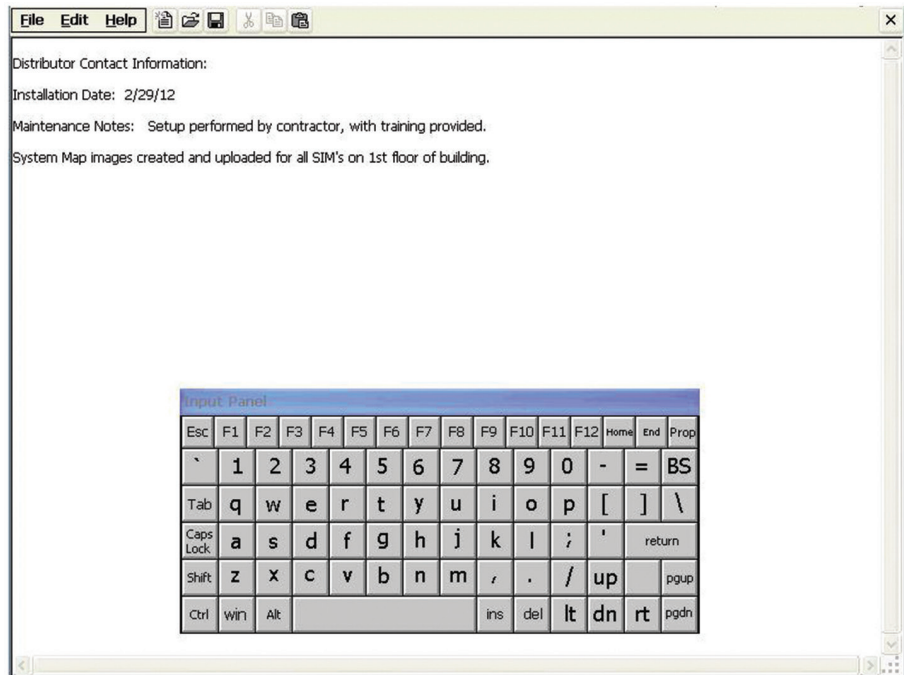 File Edit Help
Distributor Contact Information:
Installation Date: 2/29/12
Maintenance Notes: Setup performed by contractor, with training provided.
System Map images created and uploaded for all SIM's on 1st floor of building.
Input Panel
Esc F1 F2 F3 F4 F5 F6 F7 F8 F9 F10 F11 F12 Home End Prop
` 1 2 3 4 5 6 7 8 9 0 - = BS
Tab q w e r t y u i o p [ ] \
Caps Lock a s d f g h j k l ; ' return
Shift z x c v b n m , . / up pgup
Ctrl win Alt ins del lt dn rt pgdn